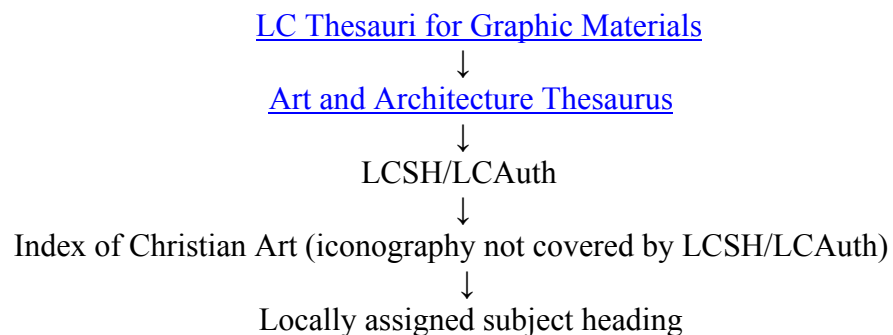 LC Thesauri for Graphic Materials
↓
Art and Architecture Thesaurus
↓
LCSH/LCAuth
↓
Index of Christian Art (iconography not covered by LCSH/LCAuth)
↓
Locally assigned subject heading